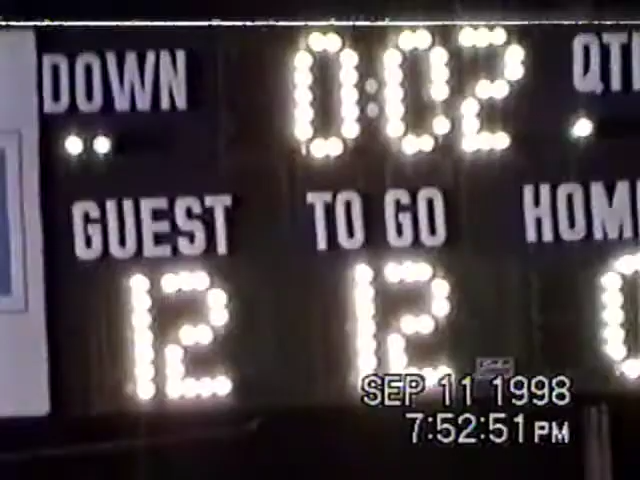 DOWN 0:02 QT
GUEST TO GO HOM
12 12 0
SEP 11 1998
7:52:51 PM